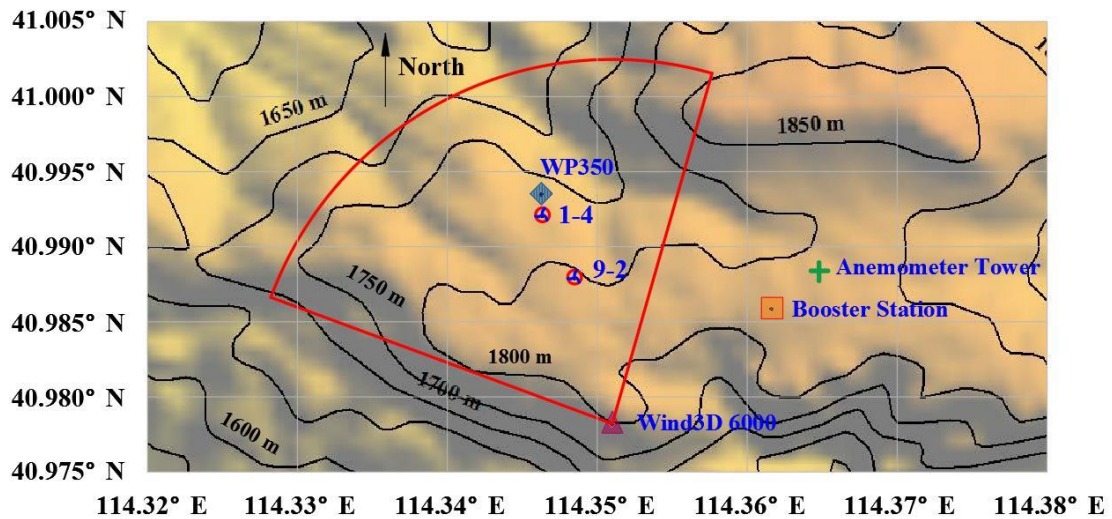 41.005° N
41.000° N
40.995° N
40.990° N
40.985° N
40.980° N
40.975° N
North
1650 m
1850 m
WP350
1-4
9-2
Anemometer Tower
1750 m
Booster Station
1800 m
1700 m
Wind3D 6000
1600 m
114.32° E 114.33° E 114.34° E 114.35° E 114.36° E 114.37° E 114.38° E